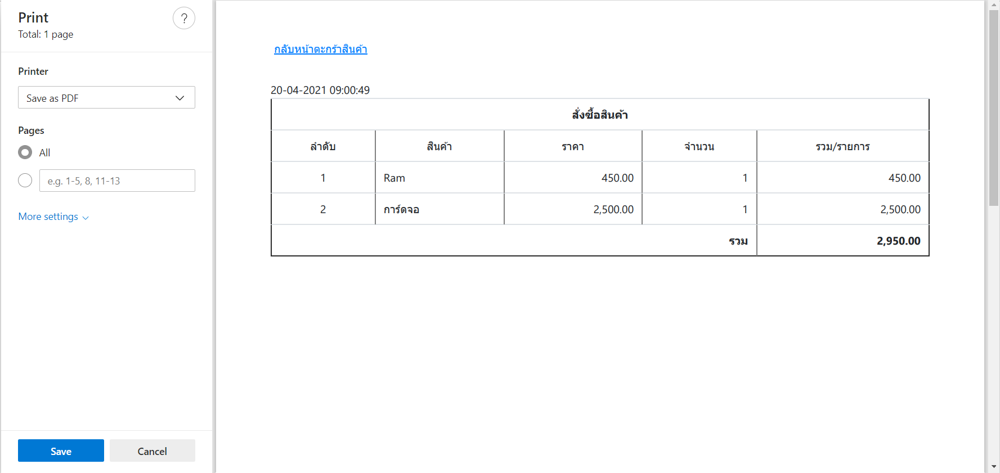 Print
?
Total: 1 page
Printer
Save as PDF
Pages
All
e.g. 1-5, 8, 11-13
More settings
Save
Cancel
กลับหน้าตะกร้าสินค้า
20-04-2021 09:00:49
สั่งซื้อสินค้า
ลำดับ สินค้า ราคา จำนวน รวม/รายการ
1 Ram 450.00 1 450.00
2 การ์ดจอ 2,500.00 1 2,500.00
รวม 2,950.00